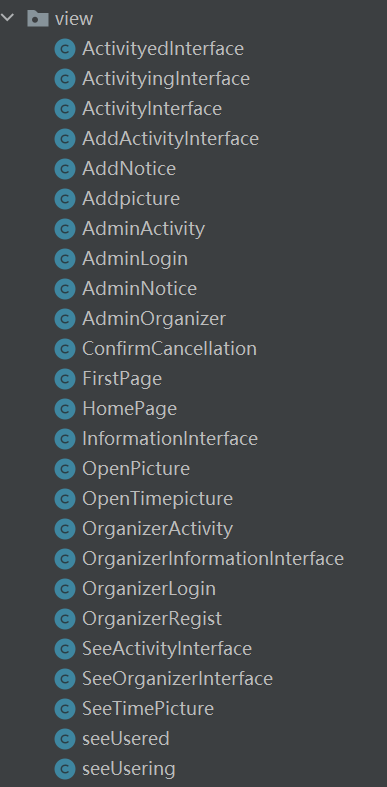 view
ActivityedInterface
ActivityingInterface
ActivityInterface
AddActivityInterface
AddNotice
Addpicture
AdminActivity
AdminLogin
AdminNotice
AdminOrganizer
ConfirmCancellation
FirstPage
HomePage
InformationInterface
OpenPicture
OpenTimepicture
OrganizerActivity
OrganizerInformationInterface
OrganizerLogin
OrganizerRegist
SeeActivityInterface
SeeOrganizerInterface
SeeTimePicture
seeUsered
seeUsering